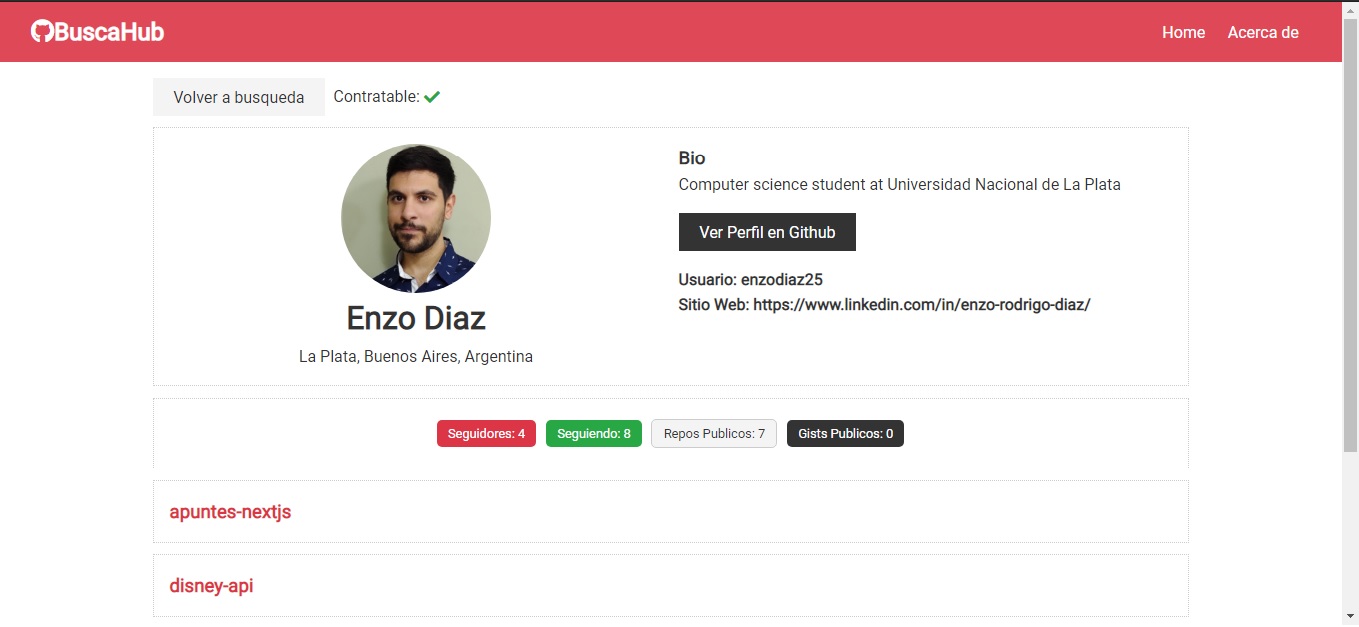 BuscaHub
Home Acerca de
Volver a busqueda Contratable:
Enzo Diaz
La Plata, Buenos Aires, Argentina
Bio
Computer science student at Universidad Nacional de La Plata
Ver Perfil en Github
Usuario: enzodiaz25
Sitio Web: https://www.linkedin.com/in/enzo-rodrigo-diaz/
Seguidores: 4 Seguiendo: 8 Repos Publicos: 7 Gists Publicos: 0
apuntes-nextjs
disney-api